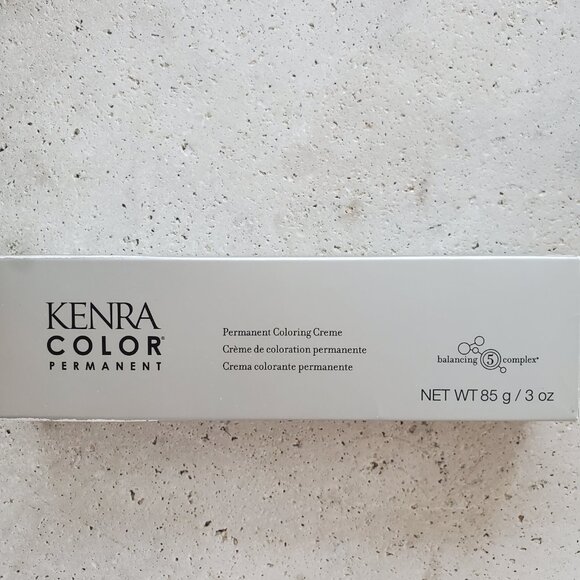 KENRA
COLOR®
PERMANENT
Permanent Coloring Creme
Crème de coloration permanente
Crema colorante permanente
balancing 5 complex*
NET WT 85 g / 3 oz